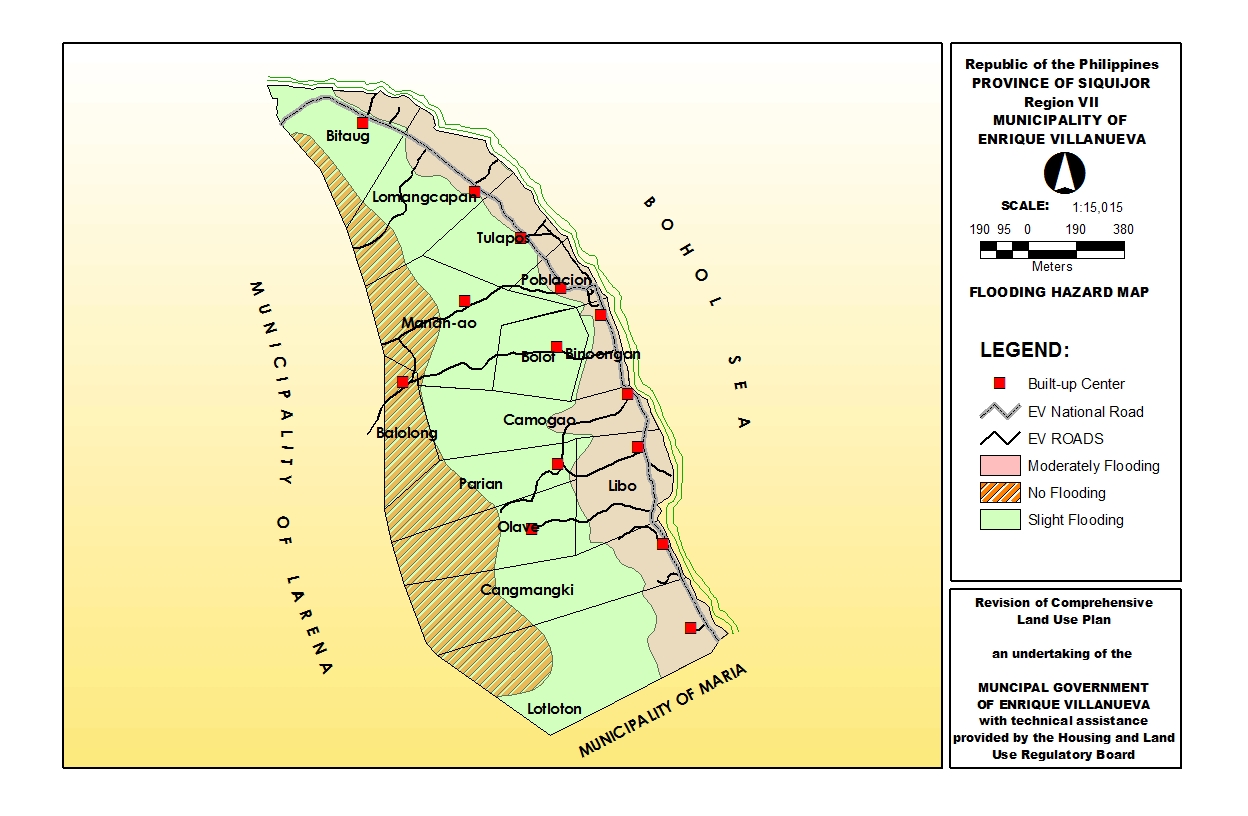 Bitaug
Lomangcapan
Tulapos
Poblacion
Manan-ao
Bolot
Binoongan
Camogao
Balolong
Parian
Libo
Olave
Cangmangki
Lotloton
BOHOL SEA
MUNICIPALITY OF LARENA
MUNICIPALITY OF MARIA
Republic of the Philippines
PROVINCE OF SIQUIJOR
Region VII
MUNICIPALITY OF
ENRIQUE VILLANUEVA
SCALE: 1:15,015
190 95 0 190 380
Meters
FLOODING HAZARD MAP
LEGEND:
Built-up Center
EV National Road
EV ROADS
Moderately Flooding
No Flooding
Slight Flooding
Revision of Comprehensive
Land Use Plan
an undertaking of the
MUNCIPAL GOVERNMENT
OF ENRIQUE VILLANUEVA
with technical assistance
provided by the Housing and Land
Use Regulatory Board